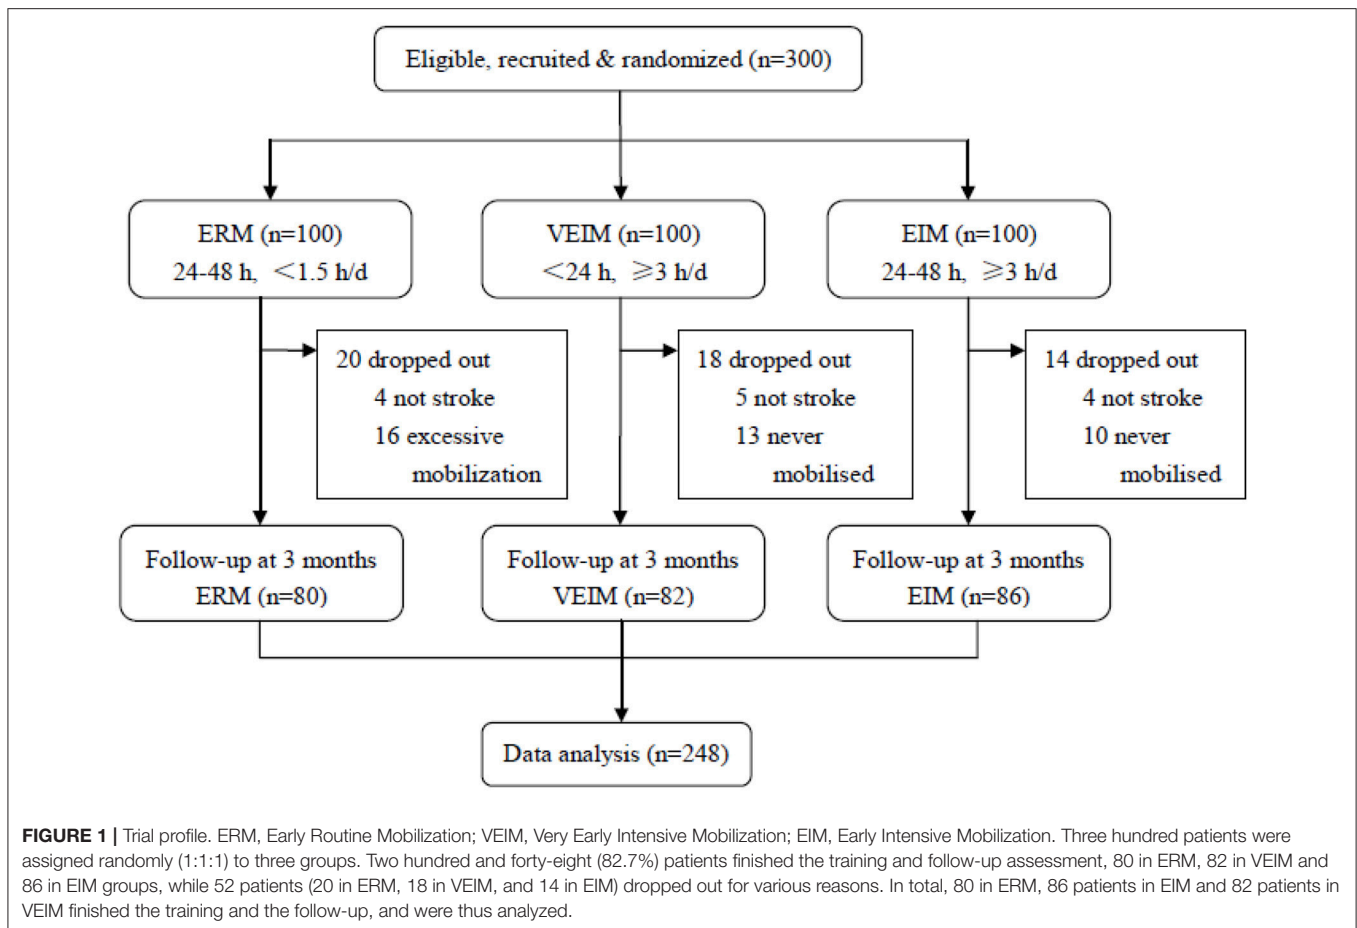 Eligible, recruited & randomized (n=300)
ERM (n=100)
24-48 h, <1.5 h/d
VEIM (n=100)
<24 h, ≥3 h/d
EIM (n=100)
24-48 h, ≥3 h/d
20 dropped out
4 not stroke
16 excessive
mobilization
18 dropped out
5 not stroke
13 never
mobilised
14 dropped out
4 not stroke
10 never
mobilised
Follow-up at 3 months
ERM (n=80)
Follow-up at 3 months
VEIM (n=82)
Follow-up at 3 months
EIM (n=86)
Data analysis (n=248)
FIGURE 1 | Trial profile. ERM, Early Routine Mobilization; VEIM, Very Early Intensive Mobilization; EIM, Early Intensive Mobilization. Three hundred patients were
assigned randomly (1:1:1) to three groups. Two hundred and forty-eight (82.7%) patients finished the training and follow-up assessment, 80 in ERM, 82 in VEIM and
86 in EIM groups, while 52 patients (20 in ERM, 18 in VEIM, and 14 in EIM) dropped out for various reasons. In total, 80 in ERM, 86 patients in EIM and 82 patients in
VEIM finished the training and the follow-up, and were thus analyzed.